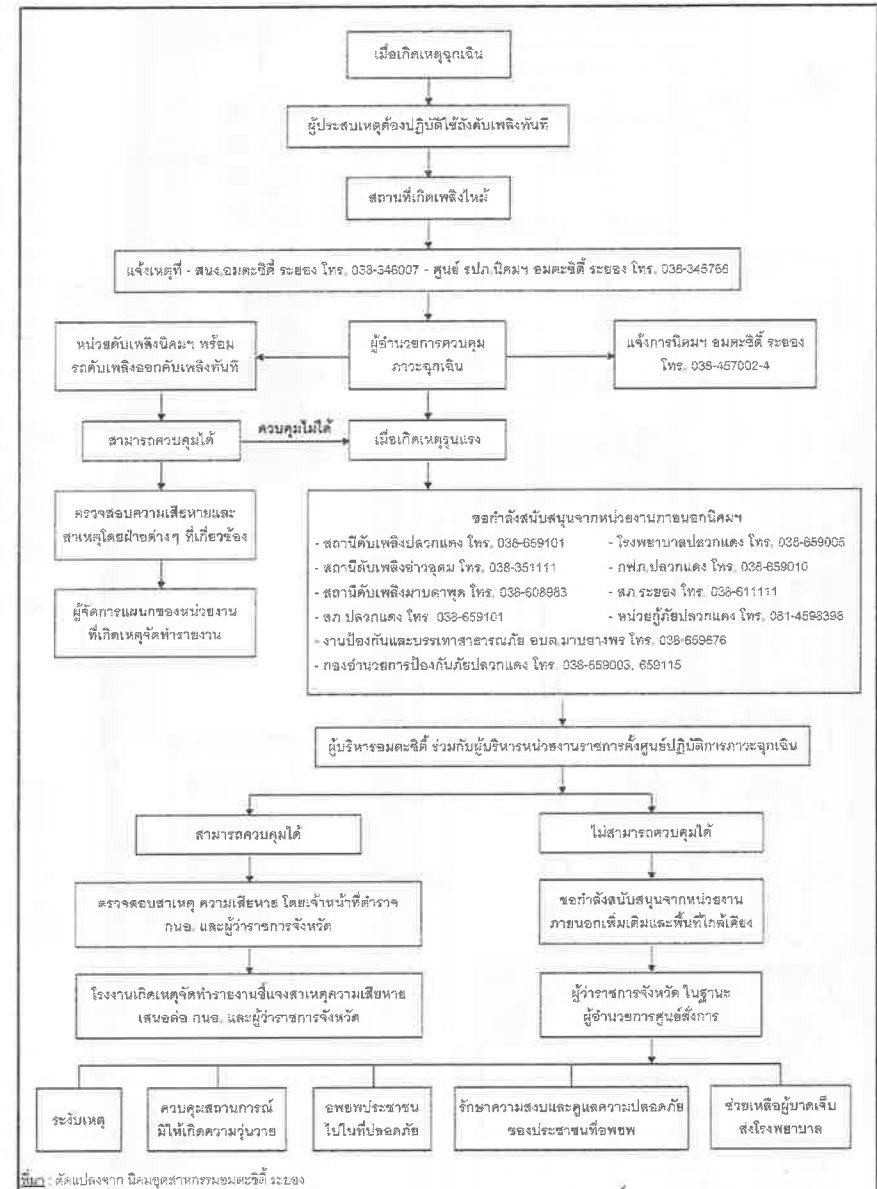 เมื่อเกิดเหตุฉุกเฉิน
ผู้ประสบเหตุต้องปฏิบัติใช้ถังดับเพลิงทันที
สถานที่เกิดเพลิงไหม้
แจ้งเหตุที่ - สนง.อมตะซิตี้ ระยอง โทร. 038-346007 - ศูนย์ รปภ.นิคมฯ อมตะซิตี้ ระยอง โทร. 038-345766
หน่วยดับเพลิงนิคมฯ พร้อม
รถดับเพลิงออกดับเพลิงทันที
ผู้อำนวยการควบคุม
ภาวะฉุกเฉิน
แจ้งการนิคมฯ อมตะซิตี้ ระยอง
โทร. 038-457002-4
สามารถควบคุมได้
ควบคุมไม่ได้
เมื่อเกิดเหตุรุนแรง
ตรวจสอบความเสียหายและ
สาเหตุโดยฝ่ายต่างๆ ที่เกี่ยวข้อง
ผู้จัดการแผนกของหน่วยงาน
ที่เกิดเหตุจัดทำรายงาน
ขอกำลังสนับสนุนจากหน่วยงานภายนอกนิคมฯ
- สถานีดับเพลิงปลวกแดง โทร. 038-659101
- โรงพยาบาลปลวกแดง โทร. 038-659005
- สถานีดับเพลิงอ่าวอุดม โทร. 038-351111
- กฟภ.ปลวกแดง โทร. 038-659010
- สถานีดับเพลิงมาบตาพุด โทร. 038-608983
- สภ.ระยอง โทร. 038-611111
- สภ.ปลวกแดง โทร. 038-659101
- หน่วยกู้ภัยปลวกแดง โทร. 081-4598398
- งานป้องกันและบรรเทาสาธารณภัย อบต.มาบยางพร โทร. 038-659876
- กองอำนวยการป้องกันภัยปลวกแดง โทร. 038-659003, 659115
ผู้บริหารอมตะซิตี้ ร่วมกับผู้บริหารหน่วยงานราชการตั้งศูนย์ปฏิบัติการภาวะฉุกเฉิน
สามารถควบคุมได้
ไม่สามารถควบคุมได้
ตรวจสอบสาเหตุ ความเสียหาย โดยเจ้าหน้าที่ตำรวจ
กนอ. และผู้ว่าราชการจังหวัด
ขอกำลังสนับสนุนจากหน่วยงาน
ภายนอกเพิ่มเติมและพื้นที่ใกล้เคียง
โรงงานเกิดเหตุจัดทำรายงานชี้แจงสาเหตุความเสียหาย
เสนอต่อ กนอ. และผู้ว่าราชการจังหวัด
ผู้ว่าราชการจังหวัด ในฐานะ
ผู้อำนวยการศูนย์สั่งการ
ระงับเหตุ
ควบคุมสถานการณ์
มิให้เกิดความวุ่นวาย
อพยพประชาชน
ไปในที่ปลอดภัย
รักษาความสงบและดูแลความปลอดภัย
ของประชาชนที่อพยพ
ช่วยเหลือผู้บาดเจ็บ
ส่งโรงพยาบาล
ที่มา : ดัดแปลงจาก นิคมอุตสาหกรรมอมตะซิตี้ ระยอง